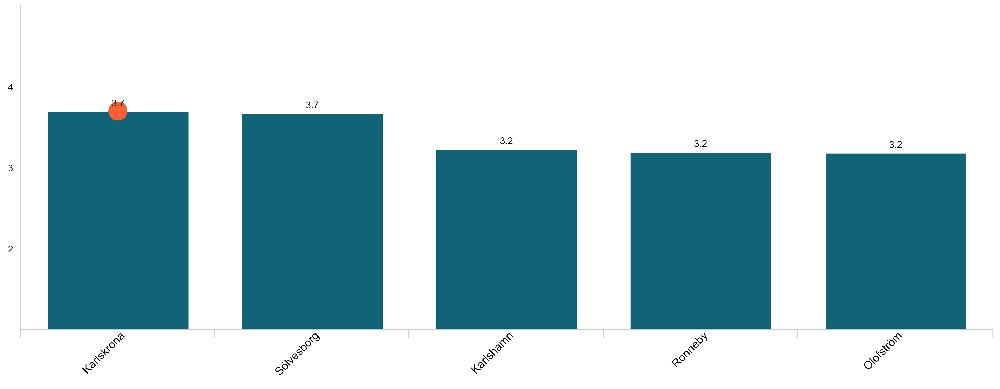 4
3
2
3.7
3.7
3.2
3.2
3.2
Karlskrona
Sölvesborg
Karlshamn
Ronneby
Olofström